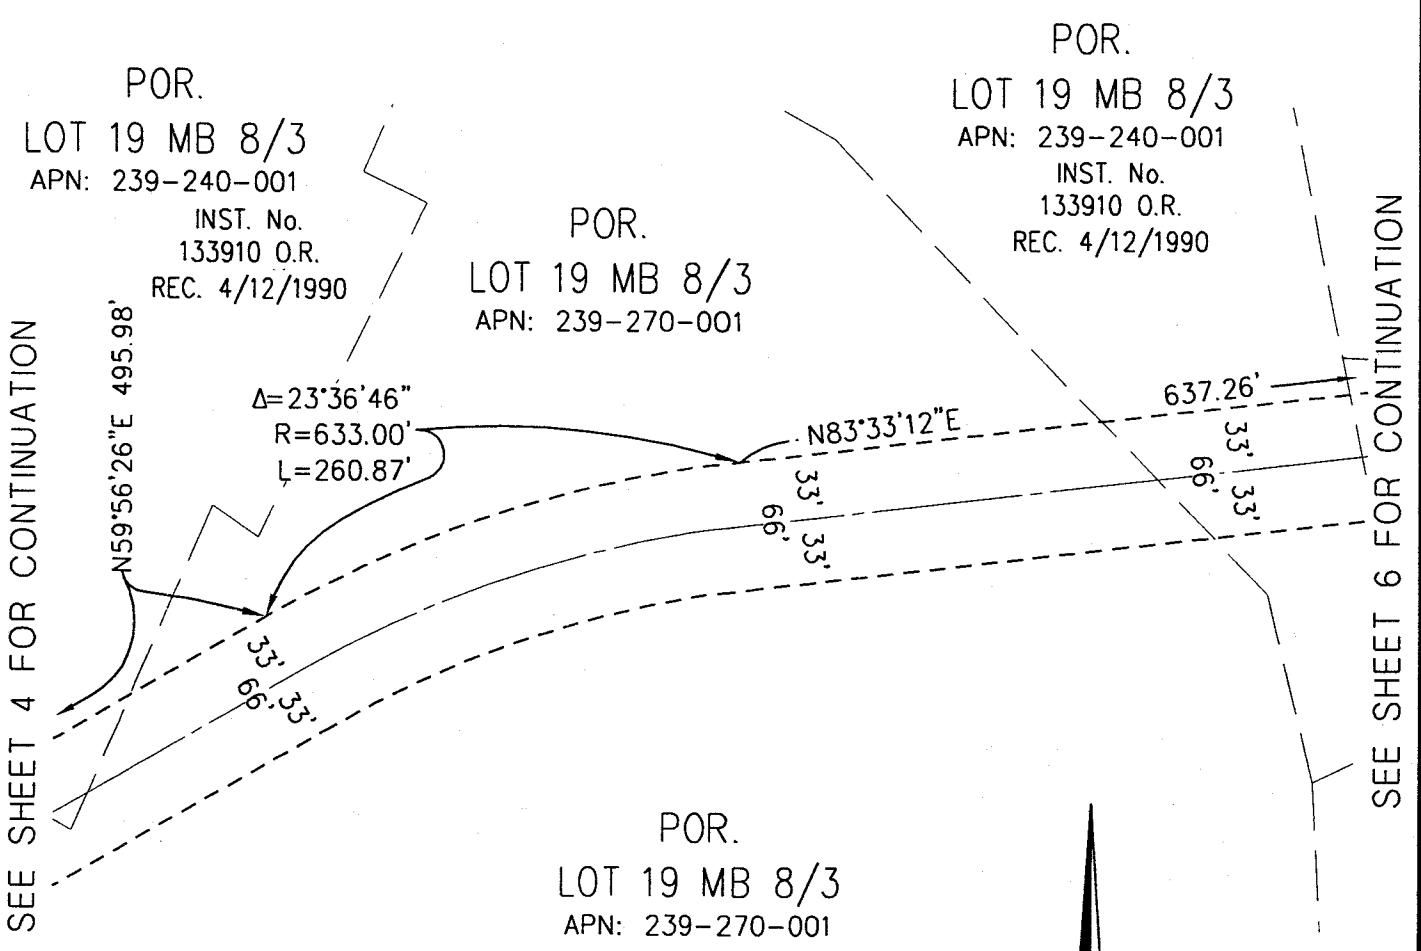 POR.
LOT 19 MB 8/3
APN: 239-240-001
INST. No.
133910 O.R.
REC. 4/12/1990
POR.
LOT 19 MB 8/3
APN: 239-270-001
POR.
LOT 19 MB 8/3
APN: 239-240-001
INST. No.
133910 O.R.
REC. 4/12/1990
SEE SHEET 4 FOR CONTINUATION
N59°56'26"E 495.98'
Δ=23°36'46"
R=633.00'
L=260.87'
N83°33'12"E
637.26'
33'
66'
33'
33'
66'
33'
33'
66'
33'
SEE SHEET 6 FOR CONTINUATION
POR.
LOT 19 MB 8/3
APN: 239-270-001